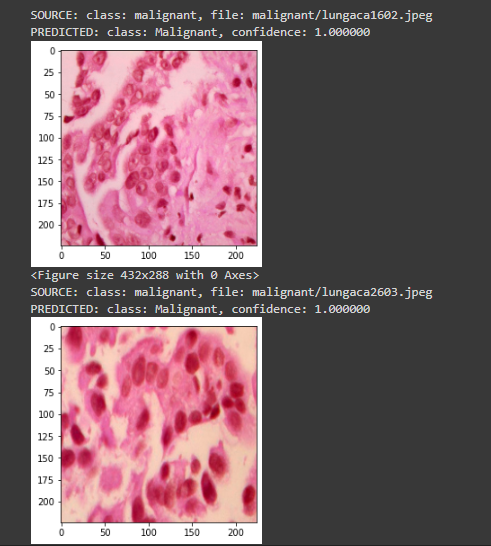 SOURCE: class: malignant, file: malignant/lungaca1602.jpeg
PREDICTED: class: Malignant, confidence: 1.000000
0
25
50
75
100
125
150
175
200
0 50 100 150 200
<Figure size 432x288 with 0 Axes>
SOURCE: class: malignant, file: malignant/lungaca2603.jpeg
PREDICTED: class: Malignant, confidence: 1.000000
0
25
50
75
100
125
150
175
200
0 50 100 150 200